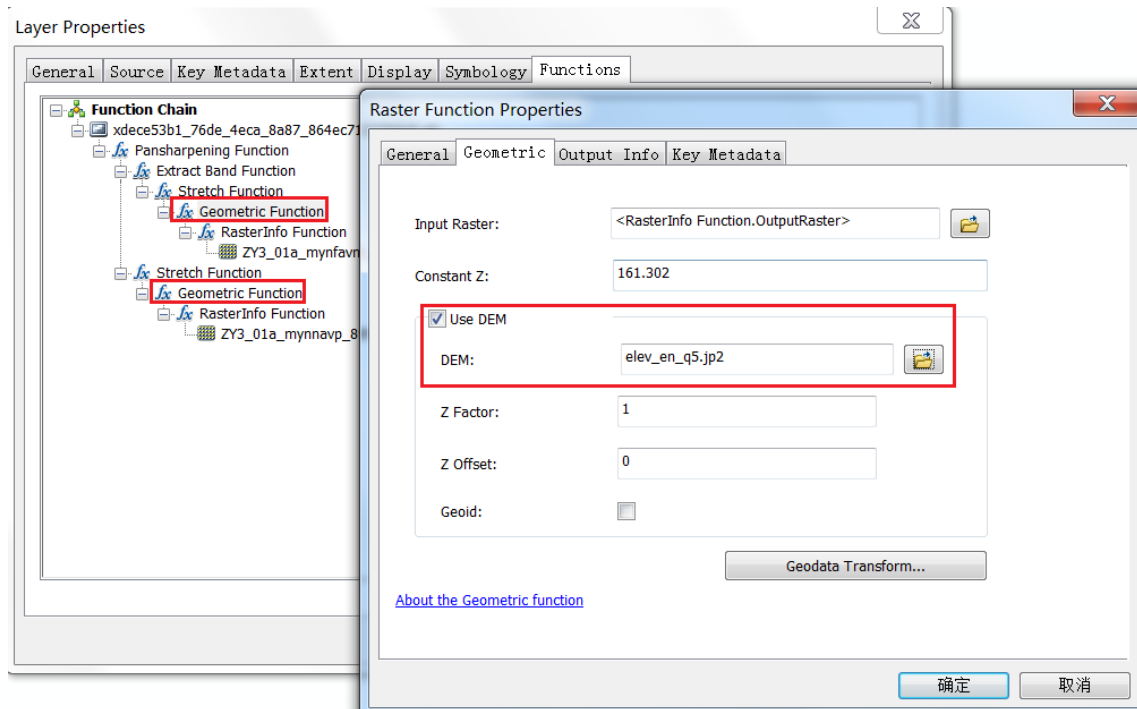 Layer Properties
General Source Key Metadata Extent Display Symbology Functions
Function Chain
xdece53b1_76de_4eca_8a87_864ec71
Pansharpening Function
Extract Band Function
Stretch Function
Geometric Function
RasterInfo Function
ZY3_01a_mynfavn
Stretch Function
Geometric Function
RasterInfo Function
ZY3_01a_mynnavp_8
Raster Function Properties
General Geometric Output Info Key Metadata
Input Raster: <RasterInfo Function.OutputRaster>
Constant Z: 161.302
Use DEM
DEM: elev_en_q5.jp2
Z Factor: 1
Z Offset: 0
Geoid:
Geodata Transform...
About the Geometric function
确定 取消